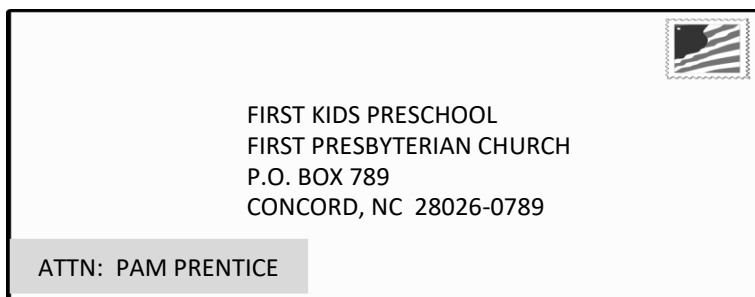 FIRST KIDS PRESCHOOL
FIRST PRESBYTERIAN CHURCH
P.O. BOX 789
CONCORD, NC  28026-0789
ATTN:  PAM PRENTICE